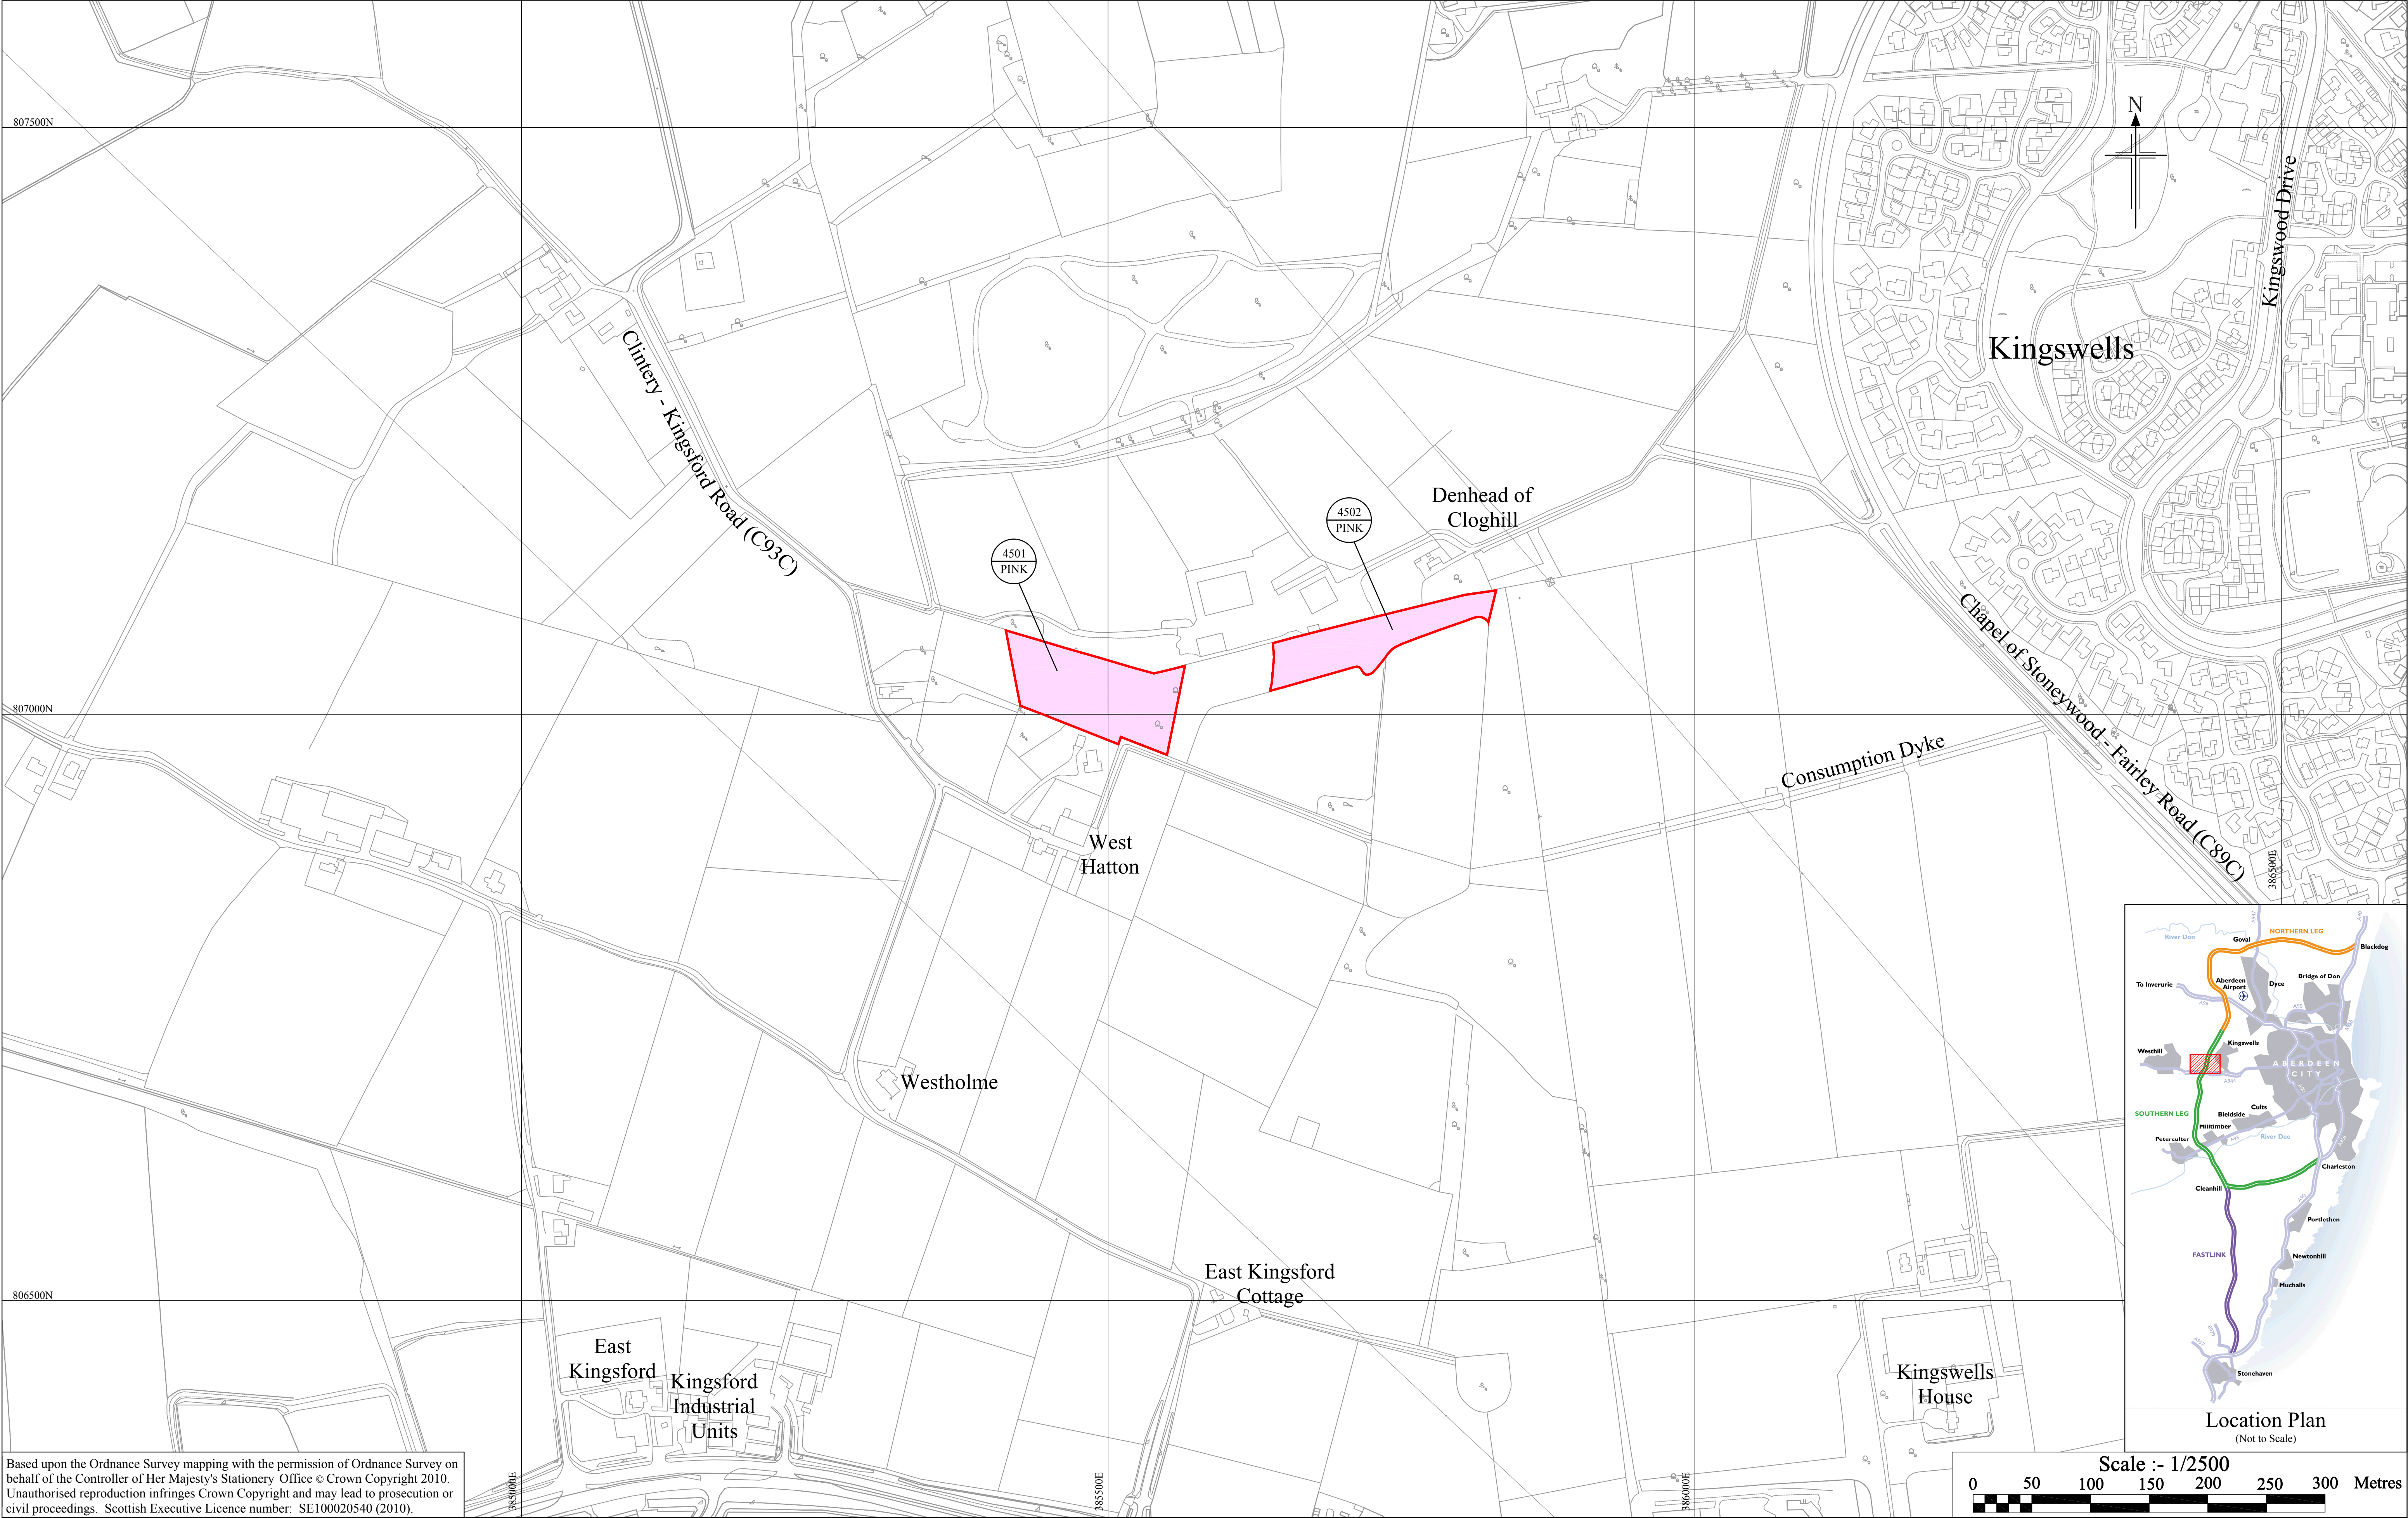 807500N
N
Kingswood Drive
Kingswells
Clintery - Kingsford Road (C93C)
Denhead of
Cloghill
4502
PINK
4501
PINK
Chapel of Stoneywood - Fairley Road (C89C)
807000N
Consumption Dyke
West
Hatton
386500E
Westholme
East Kingsford
Cottage
806500N
East
Kingsford
Kingsford
Industrial
Units
Kingswells
House
385000E
385500E
386000E
River Don
Goval
NORTHERN LEG
Blackdog
A947
A90
To Inverurie
Aberdeen
Airport
Dyce
Bridge of Don
A96
Westhill
Kingswells
ABERDEEN
CITY
A944
SOUTHERN LEG
Bieldside
Cults
Milltimber
Peterculter
A93
River Dee
Charleston
Cleanhill
A90
Portlethen
FASTLINK
Newtonhill
Muchalls
A957
Stonehaven
Location Plan
(Not to Scale)
Based upon the Ordnance Survey mapping with the permission of Ordnance Survey on
behalf of the Controller of Her Majesty's Stationery Office © Crown Copyright 2010.
Unauthorised reproduction infringes Crown Copyright and may lead to prosecution or
civil proceedings. Scottish Executive Licence number: SE100020540 (2010).
Scale :- 1/2500
0 50 100 150 200 250 300 Metres